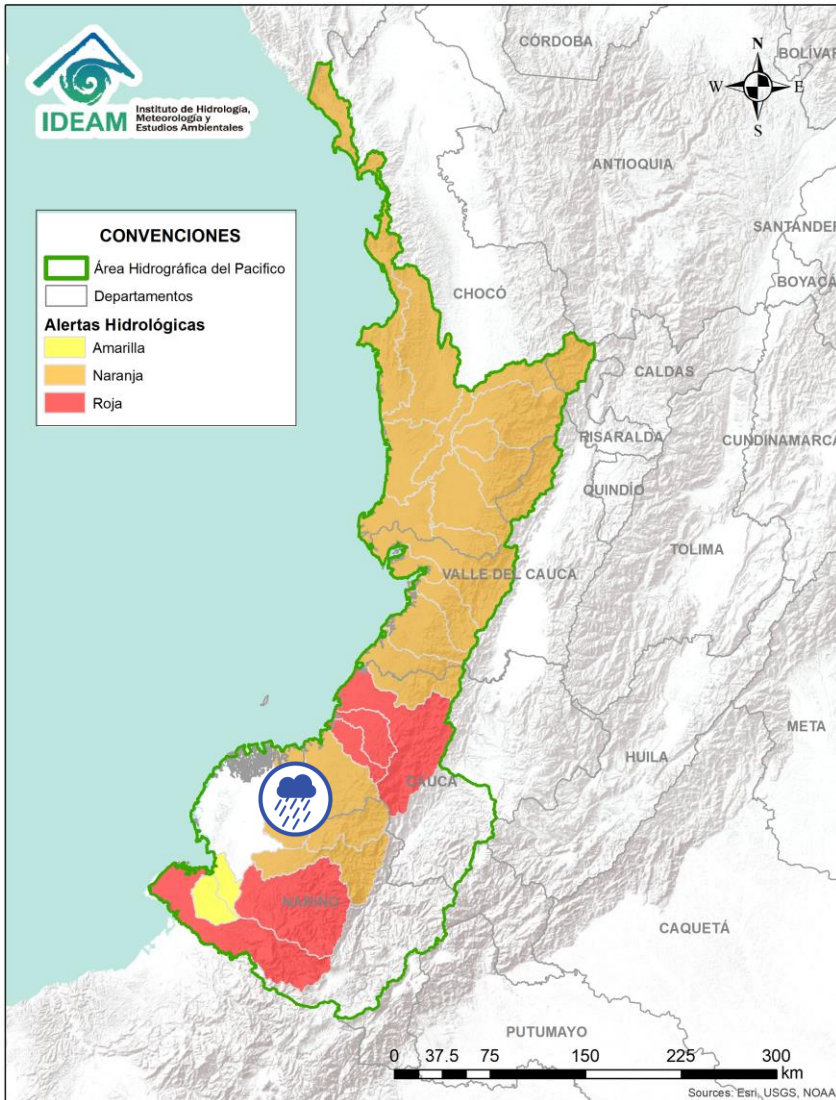 IDEAM
Instituto de Hidrología,
Meteorología y
Estudios Ambientales
N
W
E
S
CÓRDOBA
BOLÍVAR
ANTIOQUIA
SANTANDER
BOYACÁ
CHOCÓ
CALDAS
RISARALDA
CUNDINAMARCA
QUINDÍO
TOLIMA
VALLE DEL CAUCA
META
HUILA
CAUCA
NARIÑO
CAQUETÁ
PUTUMAYO
CONVENCIONES
Área Hidrográfica del Pacifico
Departamentos
Alertas Hidrológicas
Amarilla
Naranja
Roja
0 37.5 75 150 225 300
km
Sources: Esri, USGS, NOAA